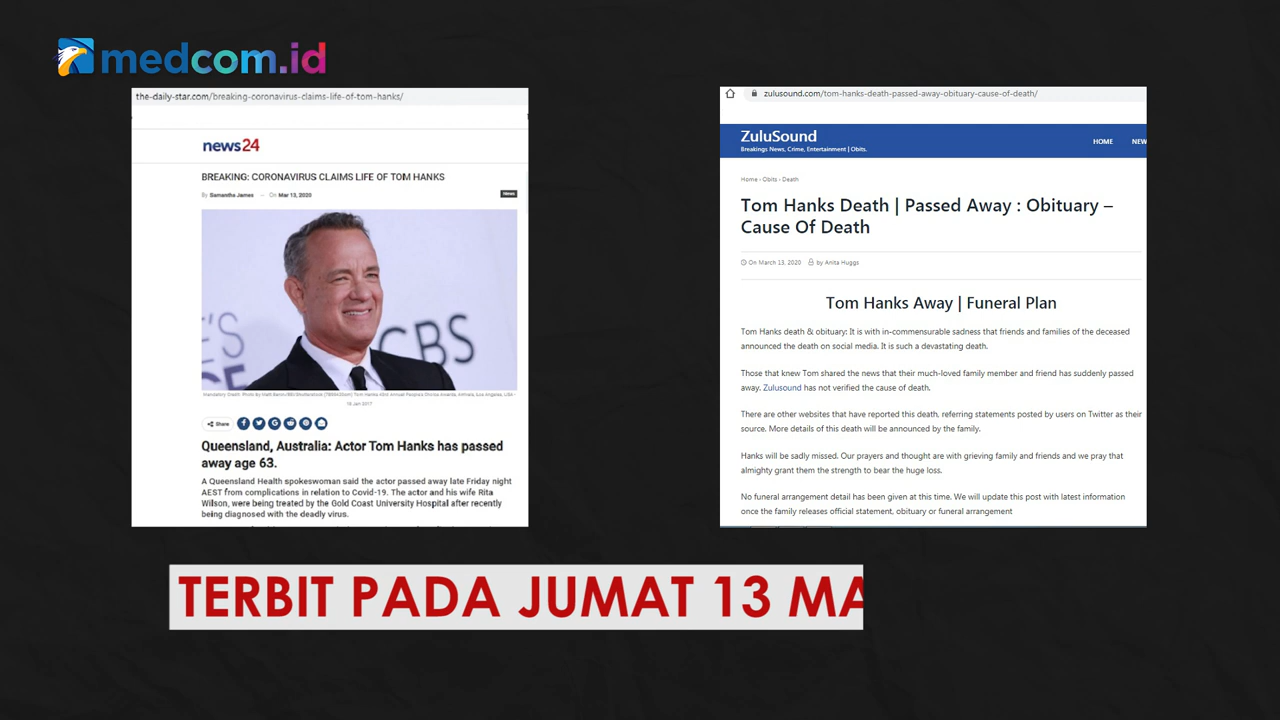 medcom.id
the-daily-star.com/breaking-coronavirus-claims-life-of-tom-hanks/
news24
BREAKING: CORONAVIRUS CLAIMS LIFE OF TOM HANKS
By Samantha James — On Mar 13, 2020
News
E'S
CE
CBS
Share
Queensland, Australia: Actor Tom Hanks has passed
away age 63.
A Queensland Health spokeswoman said the actor passed away late Friday night
AEST from complications in relation to Covid-19. The actor and his wife Rita
Wilson, were being treated by the Gold Coast University Hospital after recently
being diagnosed with the deadly virus.
zulusound.com/tom-hanks-death-passed-away-obituary-cause-of-death/
ZuluSound
Breakings News, Crime, Entertainment | Obits.
HOME NEW
Home › Obits › Death
Tom Hanks Death | Passed Away : Obituary –
Cause Of Death
On March 13, 2020 by Anita Huggs
Tom Hanks Away | Funeral Plan
Tom Hanks death & obituary: It is with in-commensurable sadness that friends and families of the deceased
announced the death on social media. It is such a devastating death.
Those that knew Tom shared the news that their much-loved family member and friend has suddenly passed
away. Zulusound has not verified the cause of death.
There are other websites that have reported this death, referring statements posted by users on Twitter as their
source. More details of this death will be announced by the family.
Hanks will be sadly missed. Our prayers and thought are with grieving family and friends and we pray that
almighty grant them the strength to bear the huge loss.
No funeral arrangement detail has been given at this time. We will update this post with latest information
once the family releases official statement, obituary or funeral arrangement
TERBIT PADA JUMAT 13 MA